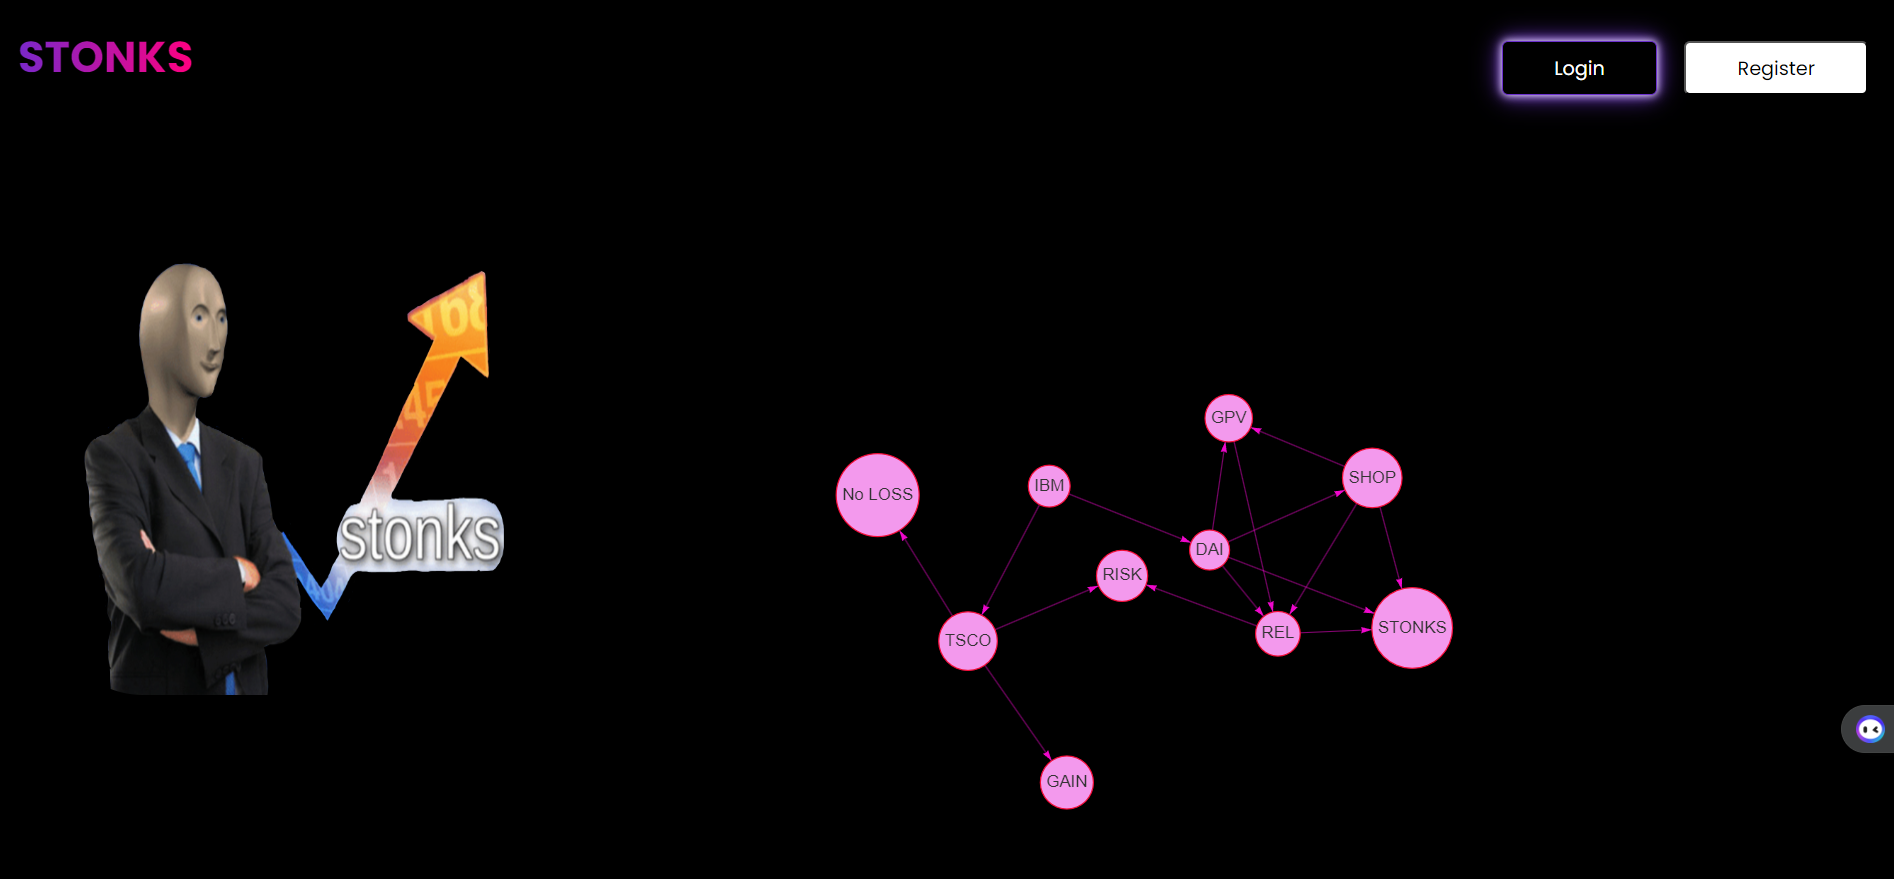 STONKS
Login
Register
stonks
GPV
SHOP
No LOSS
IBM
DAI
RISK
TSCO
REL
STONKS
GAIN